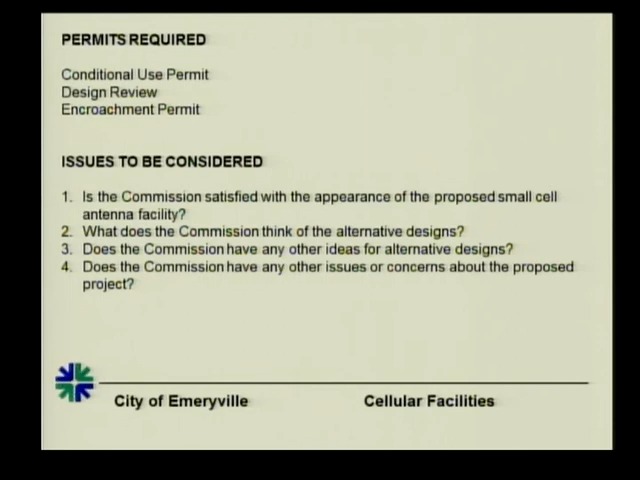 PERMITS REQUIRED
Conditional Use Permit
Design Review
Encroachment Permit
ISSUES TO BE CONSIDERED
1. Is the Commission satisfied with the appearance of the proposed small cell
antenna facility?
2. What does the Commission think of the alternative designs?
3. Does the Commission have any other ideas for alternative designs?
4. Does the Commission have any other issues or concerns about the proposed
project?
City of Emeryville Cellular Facilities